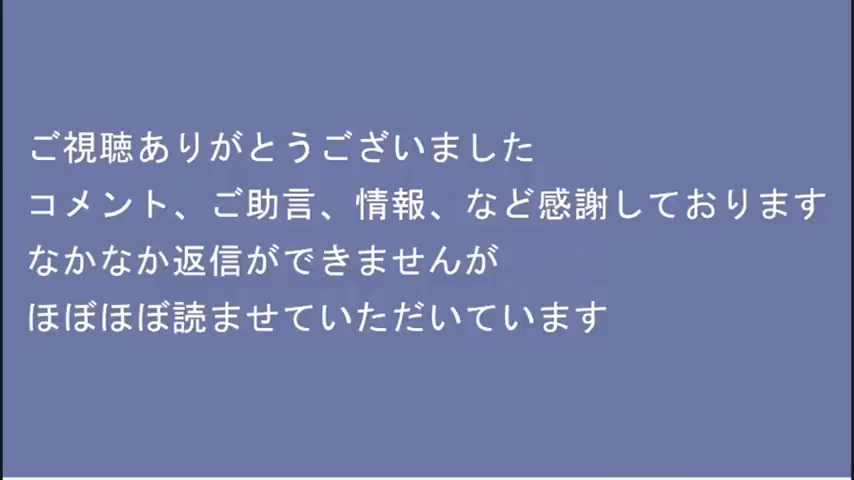 ご視聴ありがとうございました
コメント、ご助言、情報、など感謝しております
なかなか返信ができませんが
ほぼほぼ読ませていただいています